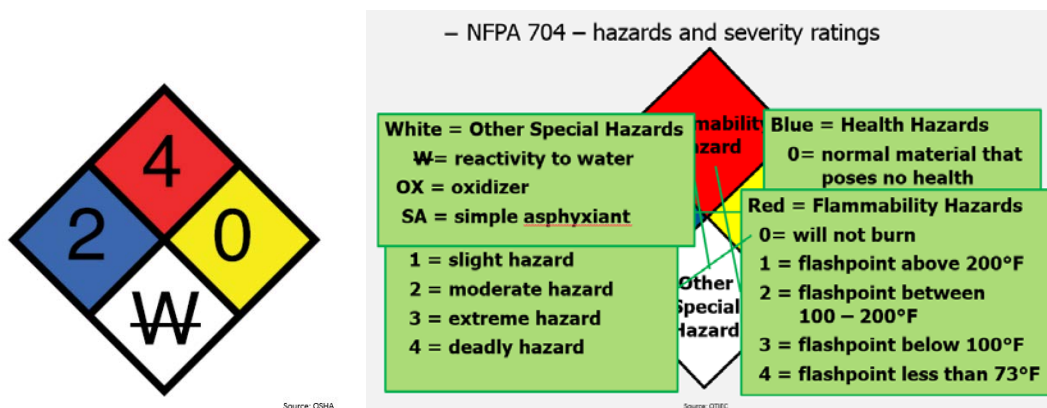 4
2
0
W
Source: OSHA
– NFPA 704 – hazards and severity ratings
White = Other Special Hazards
W= reactivity to water
OX = oxidizer
SA = simple asphyxiant
1 = slight hazard
2 = moderate hazard
3 = extreme hazard
4 = deadly hazard
Blue = Health Hazards
0= normal material that
poses no health
Red = Flammability Hazards
0= will not burn
1 = flashpoint above 200°F
2 = flashpoint between
100 – 200°F
3 = flashpoint below 100°F
4 = flashpoint less than 73°F
Other
Special
Hazard
Source: OTIEC